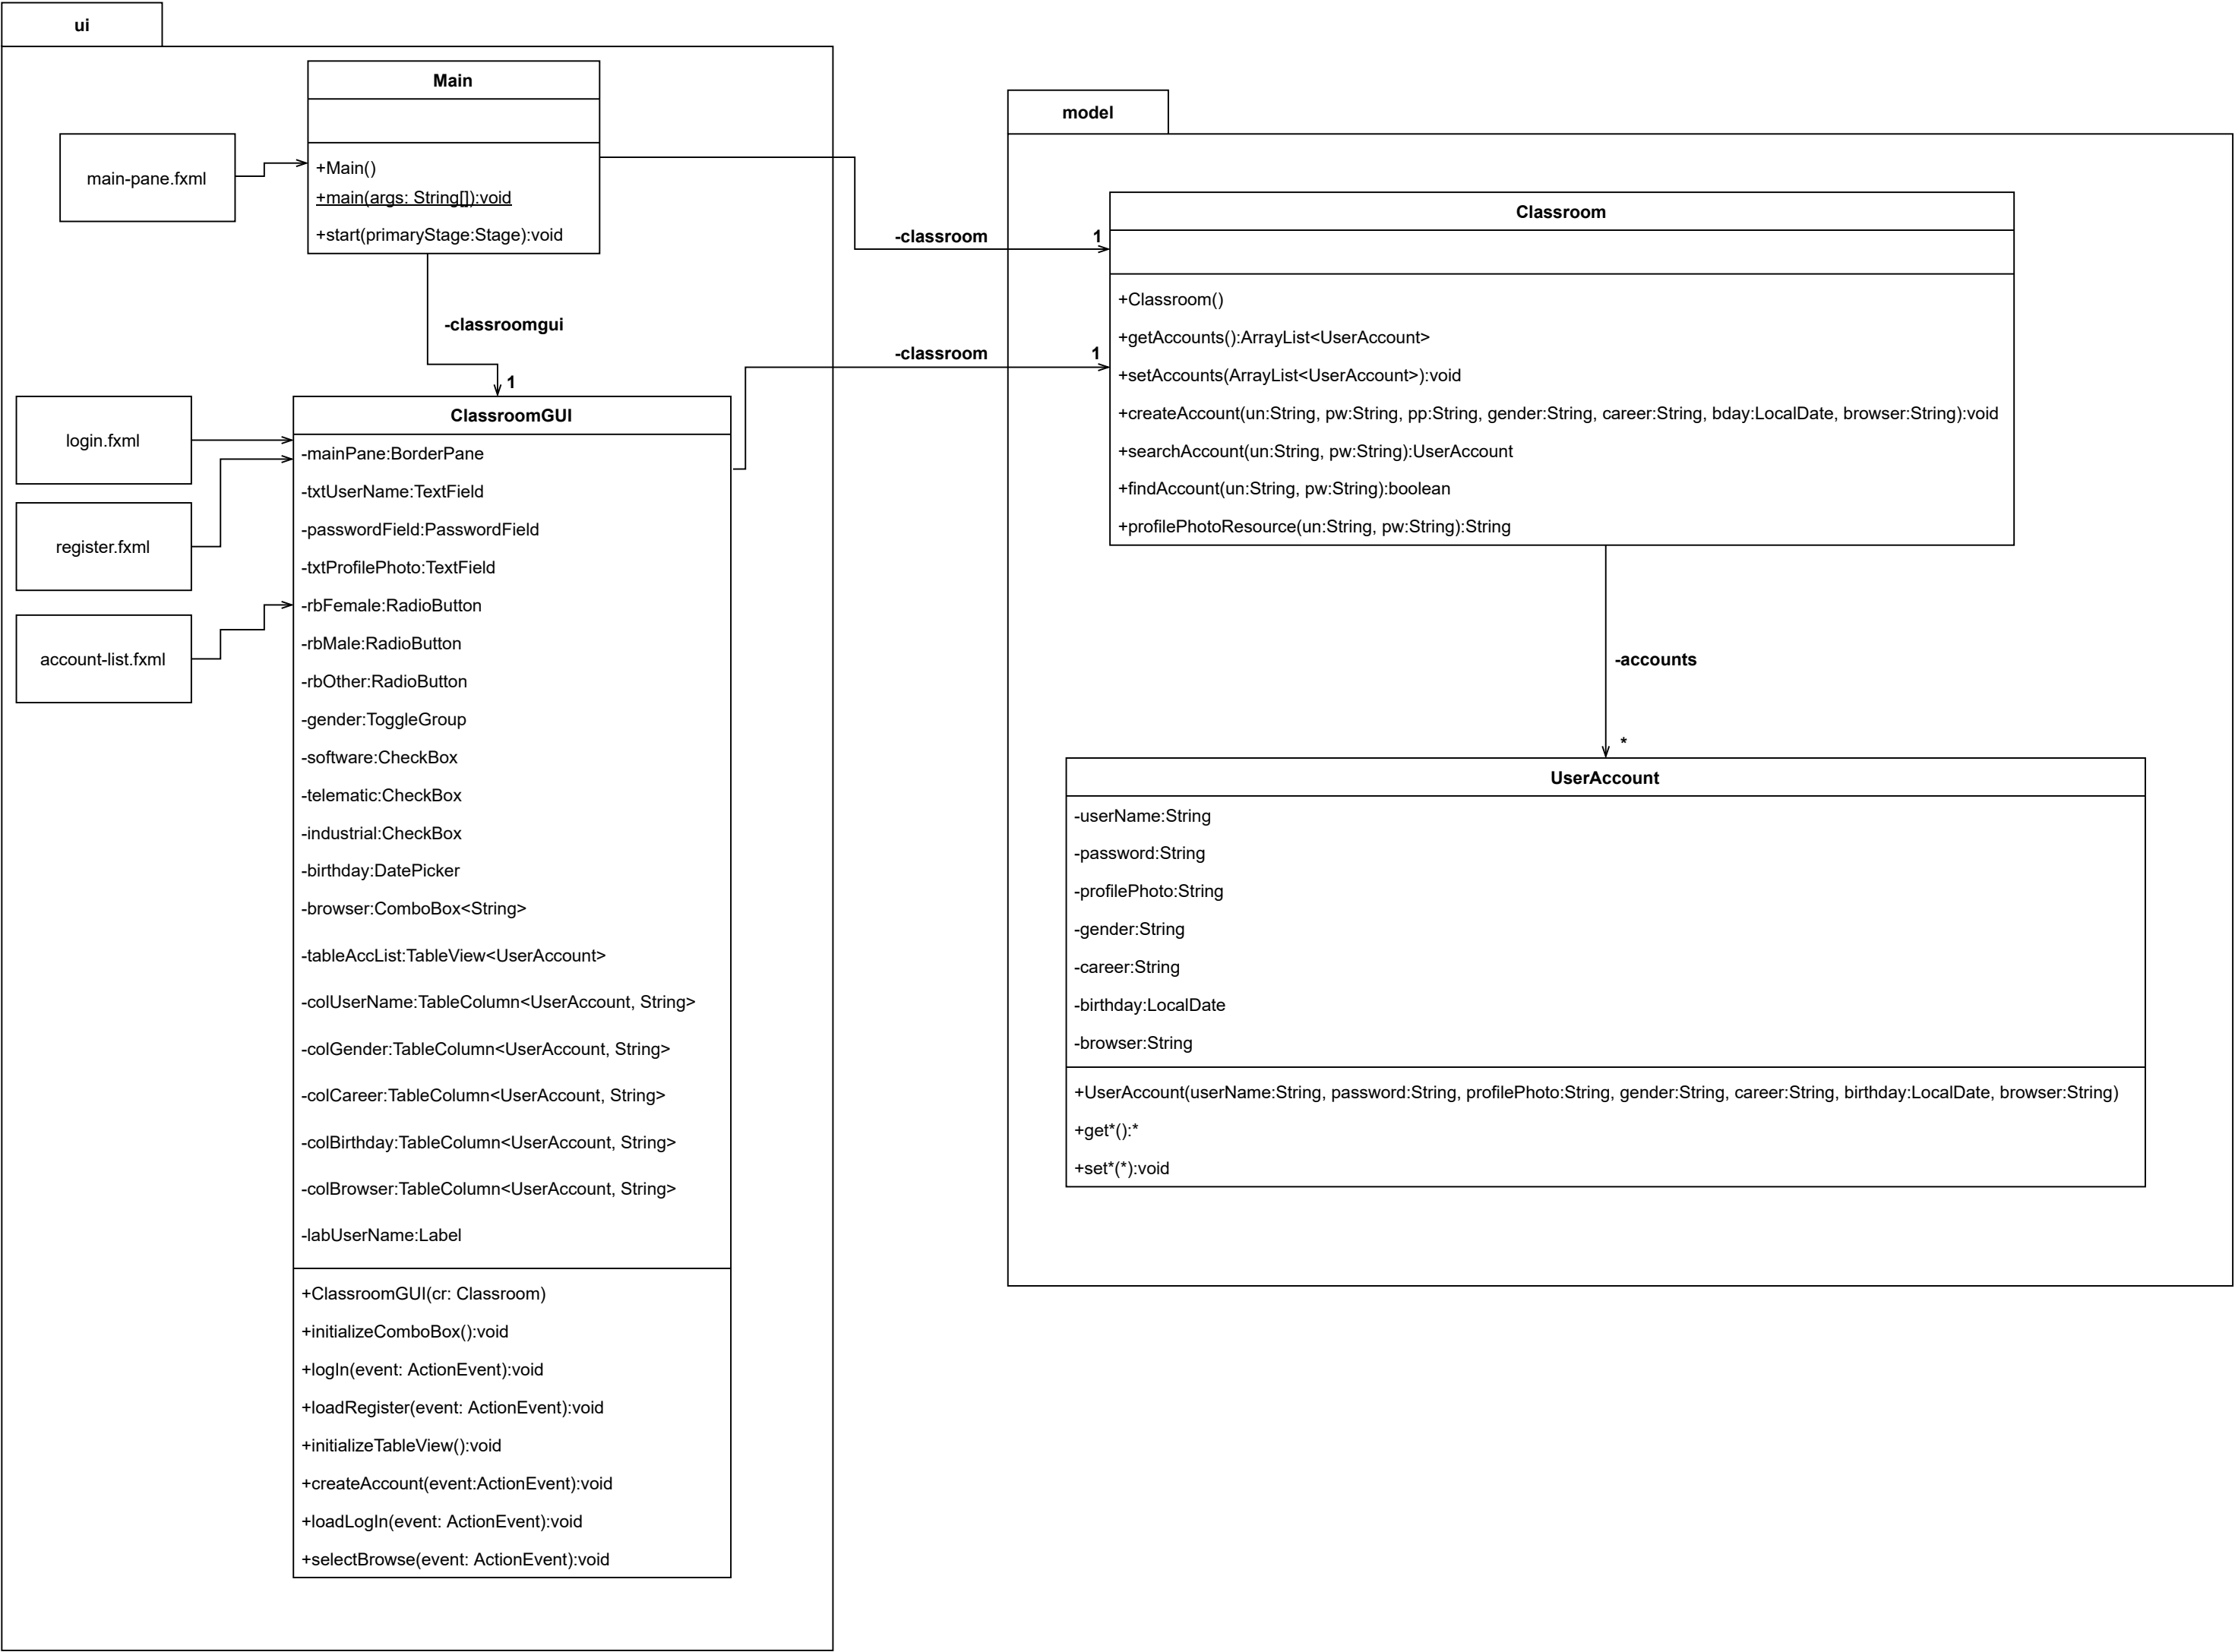 ui
Main
+Main()
+main(args: String[]):void
+start(primaryStage:Stage):void
main-pane.fxml
-classroomgui
1
login.fxml
register.fxml
account-list.fxml
ClassroomGUI
-mainPane:BorderPane
-txtUserName:TextField
-passwordField:PasswordField
-txtProfilePhoto:TextField
-rbFemale:RadioButton
-rbMale:RadioButton
-rbOther:RadioButton
-gender:ToggleGroup
-software:CheckBox
-telematic:CheckBox
-industrial:CheckBox
-birthday:DatePicker
-browser:ComboBox<String>
-tableAccList:TableView<UserAccount>
-colUserName:TableColumn<UserAccount, String>
-colGender:TableColumn<UserAccount, String>
-colCareer:TableColumn<UserAccount, String>
-colBirthday:TableColumn<UserAccount, String>
-colBrowser:TableColumn<UserAccount, String>
-labUserName:Label
+ClassroomGUI(cr: Classroom)
+initializeComboBox():void
+logIn(event: ActionEvent):void
+loadRegister(event: ActionEvent):void
+initializeTableView():void
+createAccount(event:ActionEvent):void
+loadLogIn(event: ActionEvent):void
+selectBrowse(event: ActionEvent):void
-classroom
1
-classroom
1
model
Classroom
+Classroom()
+getAccounts():ArrayList<UserAccount>
+setAccounts(ArrayList<UserAccount>):void
+createAccount(un:String, pw:String, pp:String, gender:String, career:String, bday:LocalDate, browser:String):void
+searchAccount(un:String, pw:String):UserAccount
+findAccount(un:String, pw:String):boolean
+profilePhotoResource(un:String, pw:String):String
-accounts
*
UserAccount
-userName:String
-password:String
-profilePhoto:String
-gender:String
-career:String
-birthday:LocalDate
-browser:String
+UserAccount(userName:String, password:String, profilePhoto:String, gender:String, career:String, birthday:LocalDate, browser:String)
+get*():*
+set*(*):void